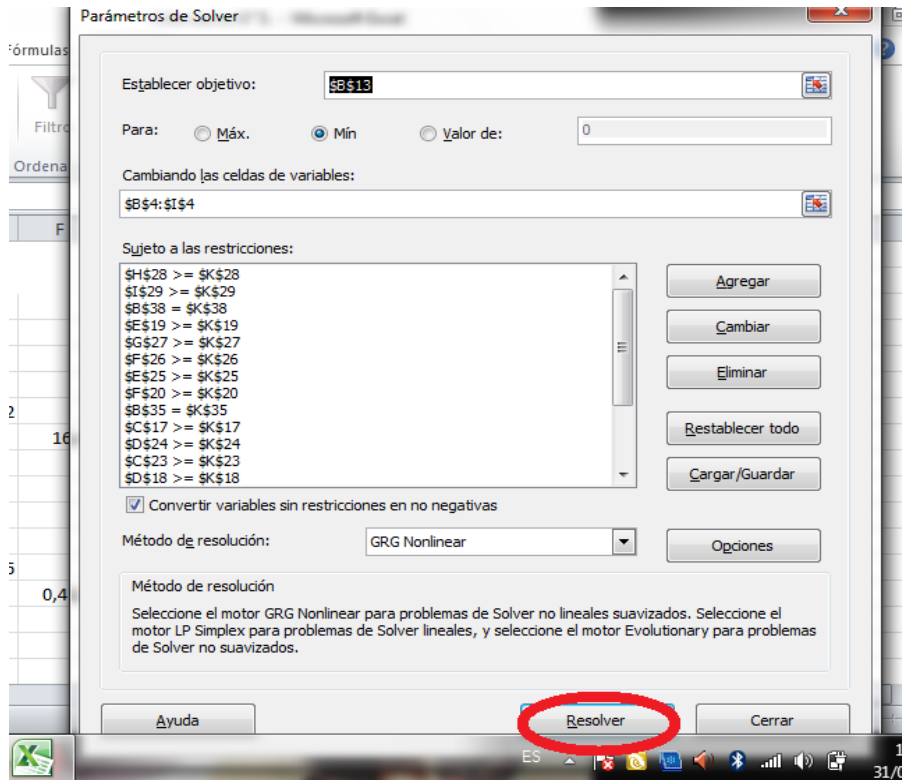 Parámetros de Solver
Microsoft Excel
Fórmulas
Filtro
Ordena
F
16
0,4
Establecer objetivo: $B$13
Para: Máx. Mín Valor de: 0
Cambiando las celdas de variables:
$B$4:$I$4
Sujeto a las restricciones:
$H$28 >= $K$28
$I$29 >= $K$29
$B$38 = $K$38
$E$19 >= $K$19
$G$27 >= $K$27
$F$26 >= $K$26
$E$25 >= $K$25
$F$20 >= $K$20
$B$35 = $K$35
$C$17 >= $K$17
$D$24 >= $K$24
$C$23 >= $K$23
$D$18 >= $K$18
Agregar
Cambiar
Eliminar
Restablecer todo
Cargar/Guardar
Convertir variables sin restricciones en no negativas
Método de resolución: GRG Nonlinear
Opciones
Método de resolución
Seleccione el motor GRG Nonlinear para problemas de Solver no lineales suavizados. Seleccione el
motor LP Simplex para problemas de Solver lineales, y seleccione el motor Evolutionary para problemas
de Solver no suavizados.
Ayuda Resolver Cerrar
ES
31/0